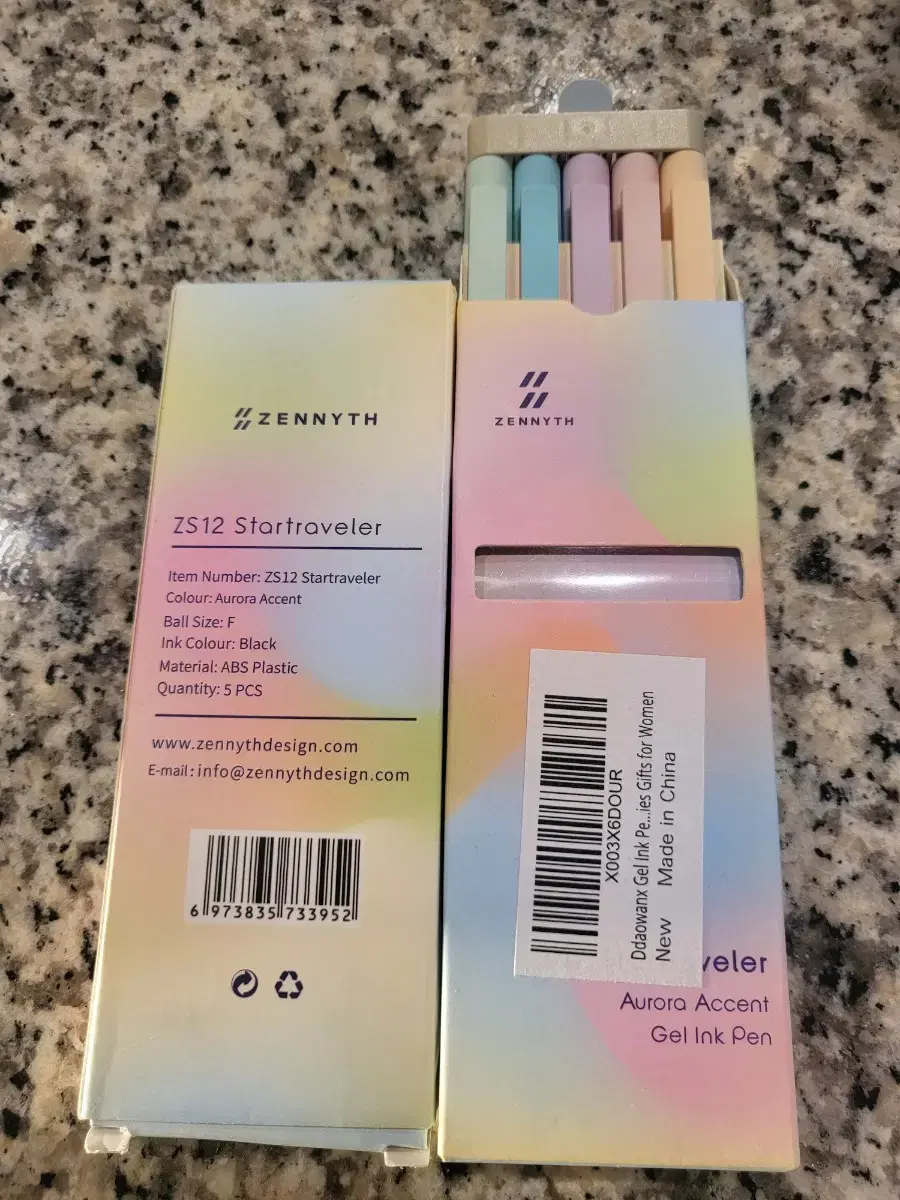 ZENNYTH
ZS12 Startraveler
Item Number: ZS12 Startraveler
Colour: Aurora Accent
Ball Size: F
Ink Colour: Black
Material: ABS Plastic
Quantity: 5 PCS
www.zennythdesign.com
E-mail: info@zennythdesign.com
6 973835 733952
ZENNYTH
X003X6DOUR
Ddaowanx Gel Ink Pe...ies Gifts for Women
New Made in China
veler
Aurora Accent
Gel Ink Pen